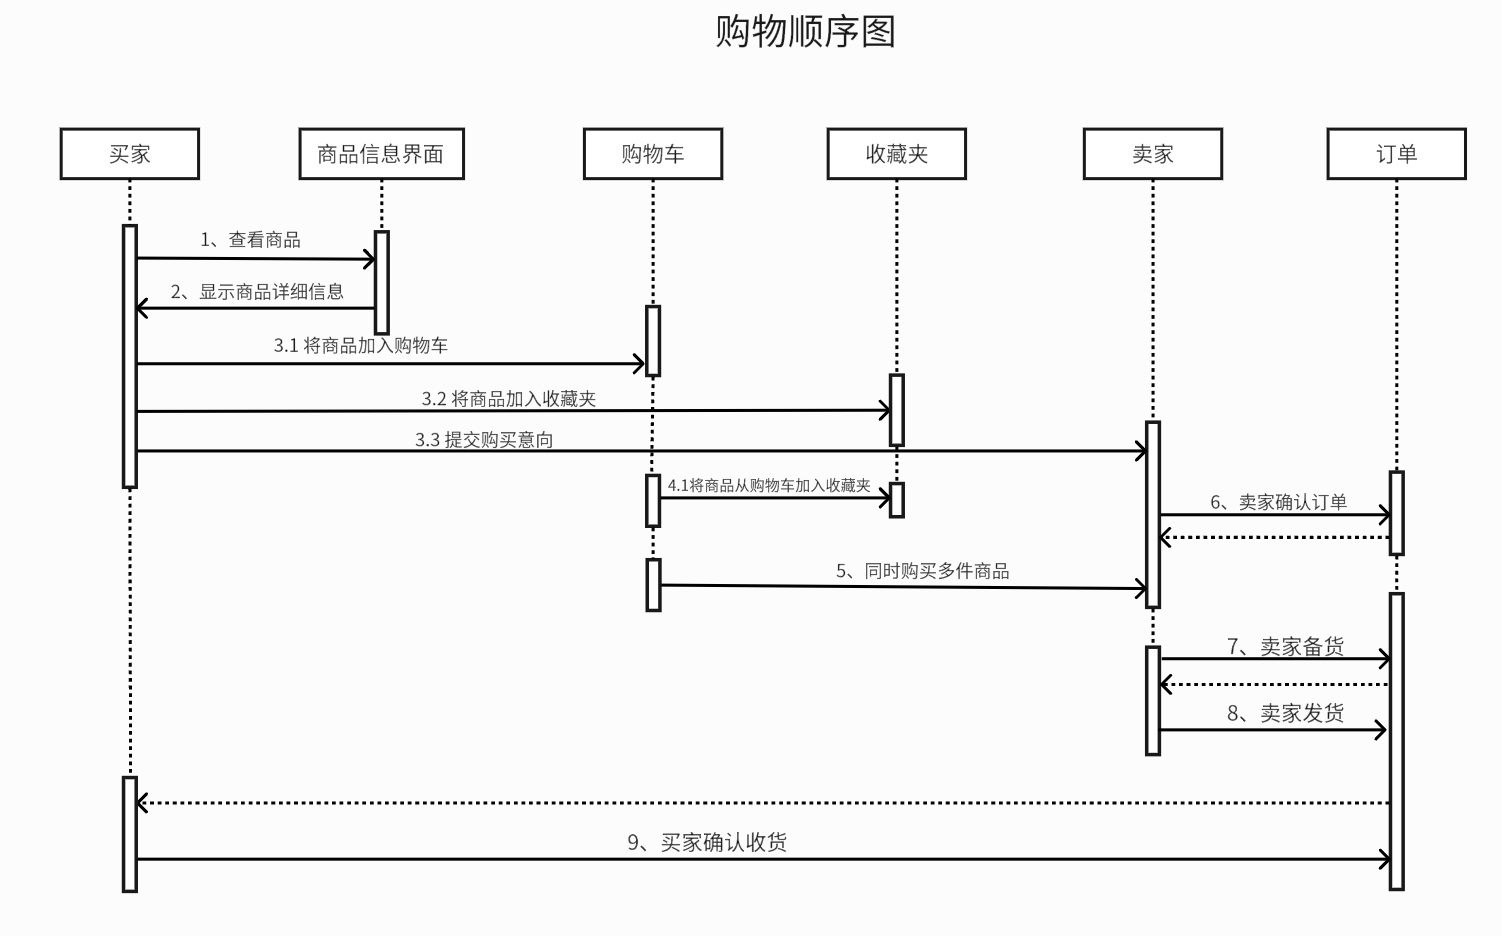 购物顺序图
买家
商品信息界面
购物车
收藏夹
卖家
订单
1、查看商品
2、显示商品详细信息
3.1 将商品加入购物车
3.2 将商品加入收藏夹
3.3 提交购买意向
4.1将商品从购物车加入收藏夹
6、卖家确认订单
5、同时购买多件商品
7、卖家备货
8、卖家发货
9、买家确认收货